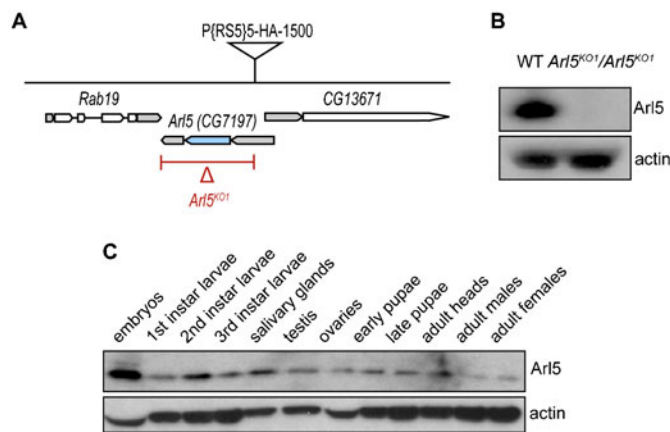 A
P{RS5}5-HA-1500
Rab19
Arl5 (CG7197)
CG13671
Arl5KO1
B
WT Arl5KO1/Arl5KO1
Arl5
actin
C
embryos
1st instar larvae
2nd instar larvae
3rd instar larvae
salivary glands
testis
ovaries
early pupae
late pupae
adult heads
adult males
adult females
Arl5
actin